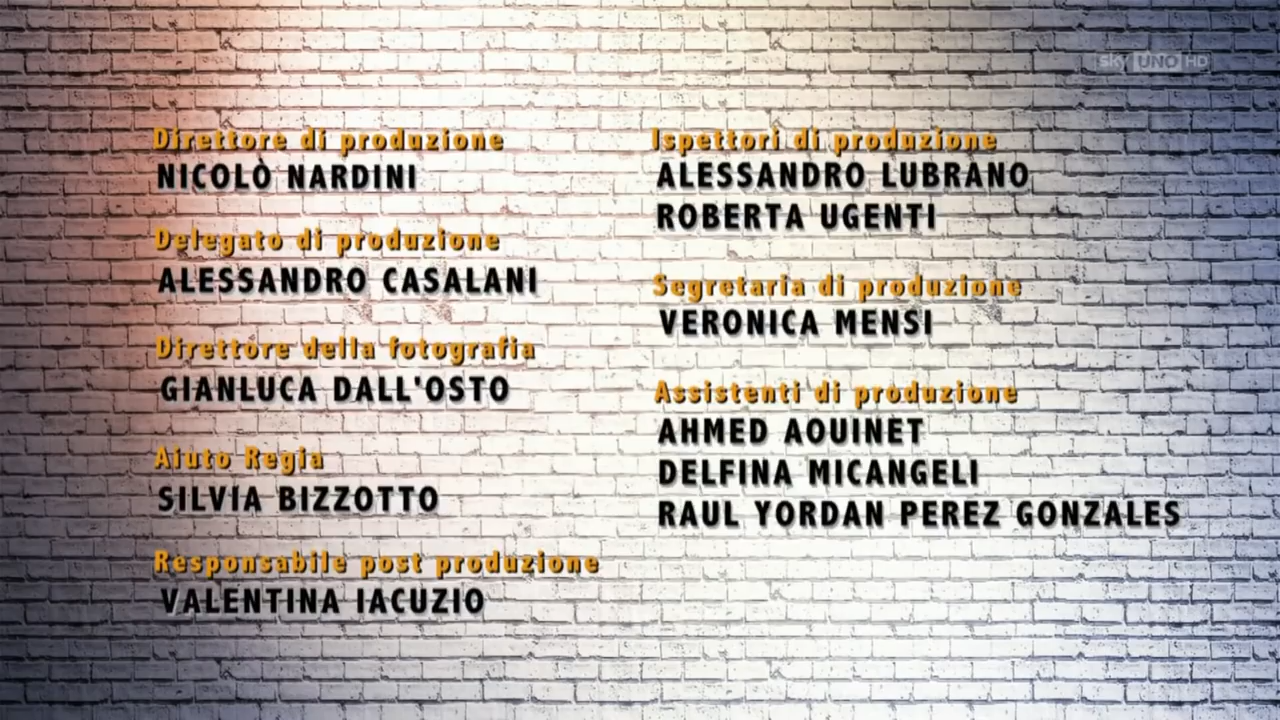 sky UNO HD
Direttore di produzione
NICOLÒ NARDINI
Delegato di produzione
ALESSANDRO CASALANI
Direttore della fotografia
GIANLUCA DALL'OSTO
Aiuto Regia
SILVIA BIZZOTTO
Responsabile post produzione
VALENTINA IACUZIO
Ispettori di produzione
ALESSANDRO LUBRANO
ROBERTA UGENTI
Segretaria di produzione
VERONICA MENSI
Assistenti di produzione
AHMED AOUINET
DELFINA MICANGELI
RAUL YORDAN PEREZ GONZALES